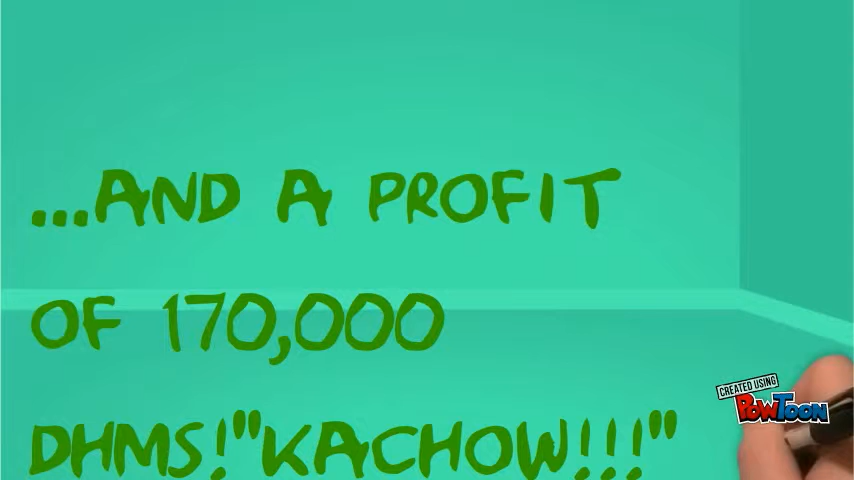 ...AND A PROFIT
OF 170,000
DHMS!"KACHOW!!!"
CREATED USING
POWTOON